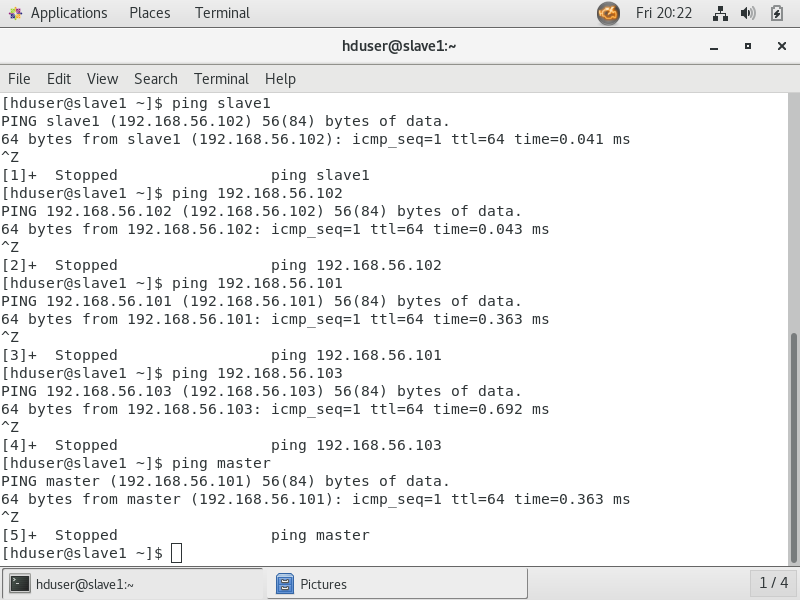 Applications Places Terminal Fri 20:22
hduser@slave1:~
File Edit View Search Terminal Help
[hduser@slave1 ~]$ ping slave1
PING slave1 (192.168.56.102) 56(84) bytes of data.
64 bytes from slave1 (192.168.56.102): icmp_seq=1 ttl=64 time=0.041 ms
^Z
[1]+  Stopped                 ping slave1
[hduser@slave1 ~]$ ping 192.168.56.102
PING 192.168.56.102 (192.168.56.102) 56(84) bytes of data.
64 bytes from 192.168.56.102: icmp_seq=1 ttl=64 time=0.043 ms
^Z
[2]+  Stopped                 ping 192.168.56.102
[hduser@slave1 ~]$ ping 192.168.56.101
PING 192.168.56.101 (192.168.56.101) 56(84) bytes of data.
64 bytes from 192.168.56.101: icmp_seq=1 ttl=64 time=0.363 ms
^Z
[3]+  Stopped                 ping 192.168.56.101
[hduser@slave1 ~]$ ping 192.168.56.103
PING 192.168.56.103 (192.168.56.103) 56(84) bytes of data.
64 bytes from 192.168.56.103: icmp_seq=1 ttl=64 time=0.692 ms
^Z
[4]+  Stopped                 ping 192.168.56.103
[hduser@slave1 ~]$ ping master
PING master (192.168.56.101) 56(84) bytes of data.
64 bytes from master (192.168.56.101): icmp_seq=1 ttl=64 time=0.363 ms
^Z
[5]+  Stopped                 ping master
[hduser@slave1 ~]$
hduser@slave1:~ Pictures 1 / 4